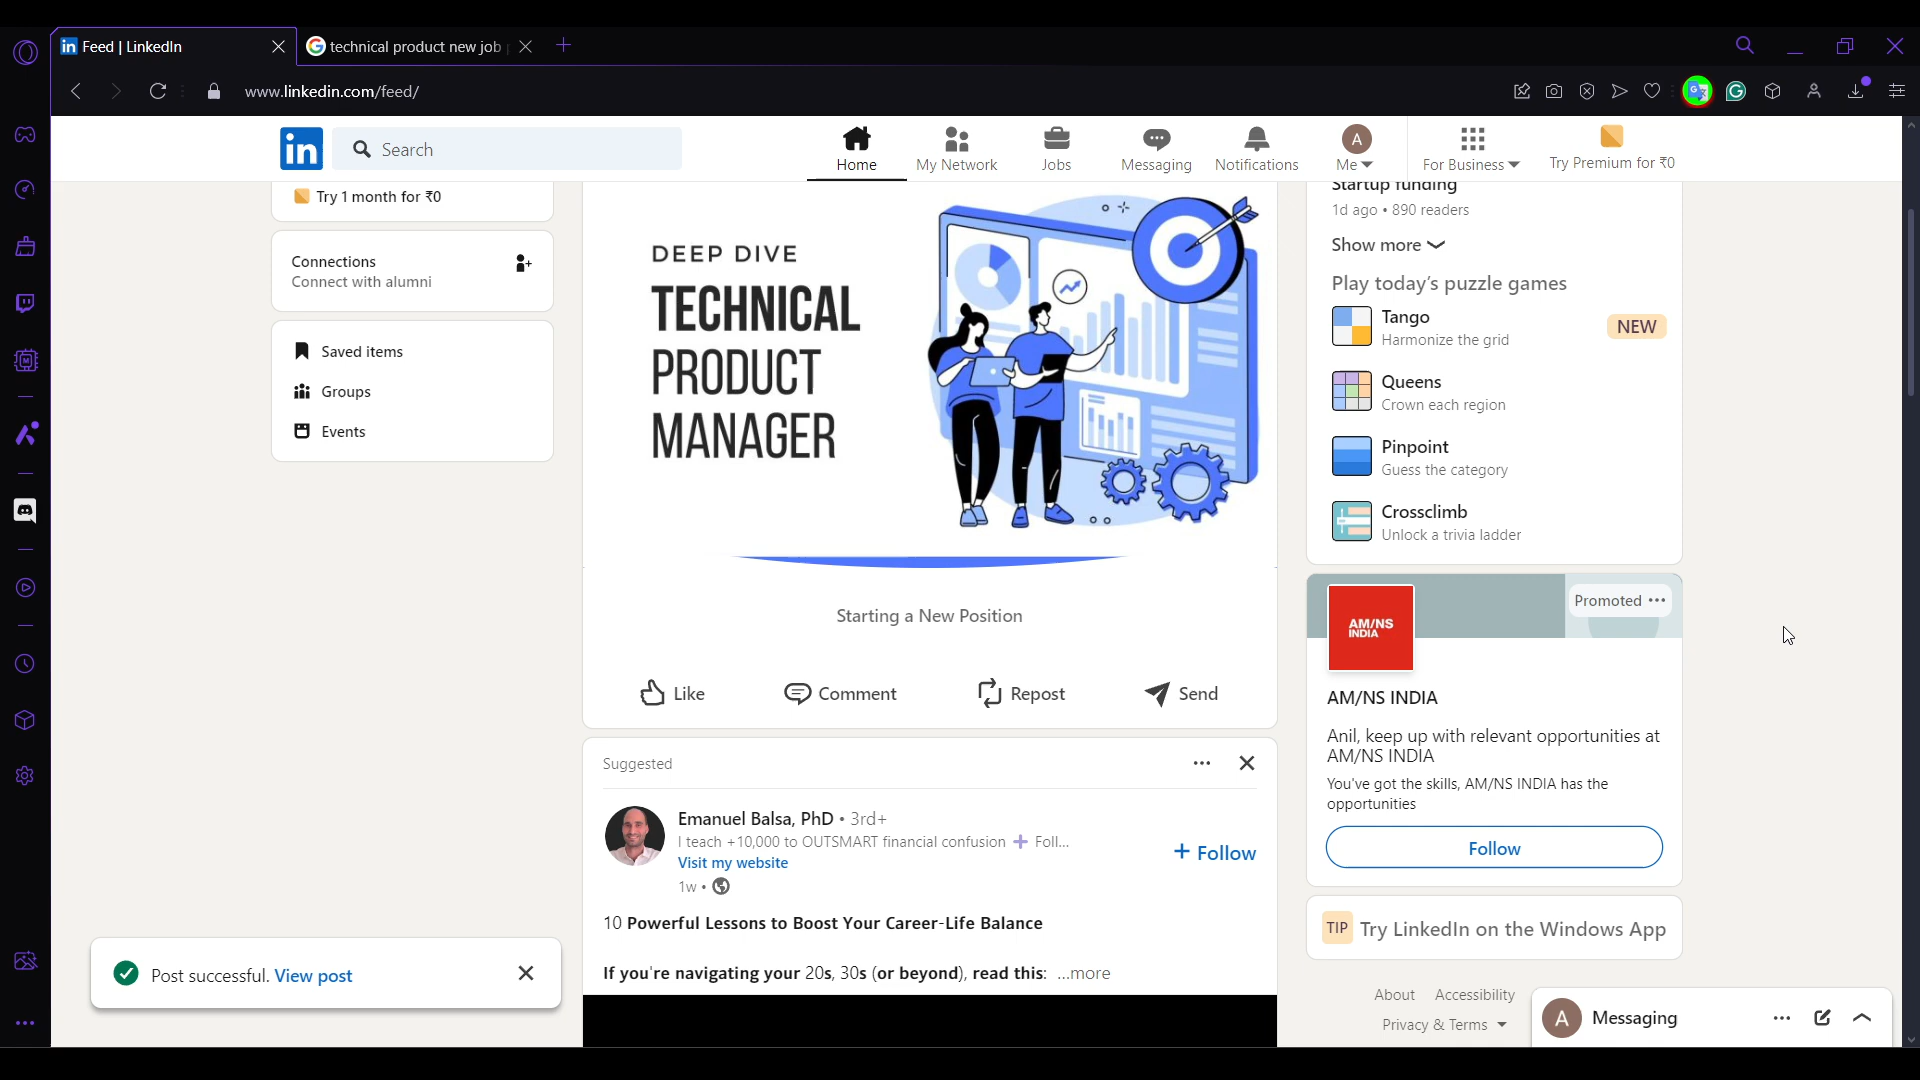 Feed | LinkedIn
technical product new job
www.linkedin.com/feed/
in
Search
Home
My Network
Jobs
Messaging
Notifications
A
Me
For Business
Try Premium for ₹0
Try 1 month for ₹0
Connections
Connect with alumni
Saved items
Groups
Events
DEEP DIVE
TECHNICAL
PRODUCT
MANAGER
Starting a New Position
Like
Comment
Repost
Send
Suggested
Emanuel Balsa, PhD • 3rd+
I teach +10,000 to OUTSMART financial confusion ➕ Foll...
Visit my website
1w •
+ Follow
10 Powerful Lessons to Boost Your Career-Life Balance
If you're navigating your 20s, 30s (or beyond), read this: ...more
startup funding
1d ago • 890 readers
Show more
Play today's puzzle games
Tango
Harmonize the grid
NEW
Queens
Crown each region
Pinpoint
Guess the category
Crossclimb
Unlock a trivia ladder
Promoted
AM/NS
INDIA
AM/NS INDIA
Anil, keep up with relevant opportunities at
AM/NS INDIA
You've got the skills, AM/NS INDIA has the
opportunities
Follow
TIP Try LinkedIn on the Windows App
About Accessibility
Privacy & Terms
A Messaging
Post successful. View post